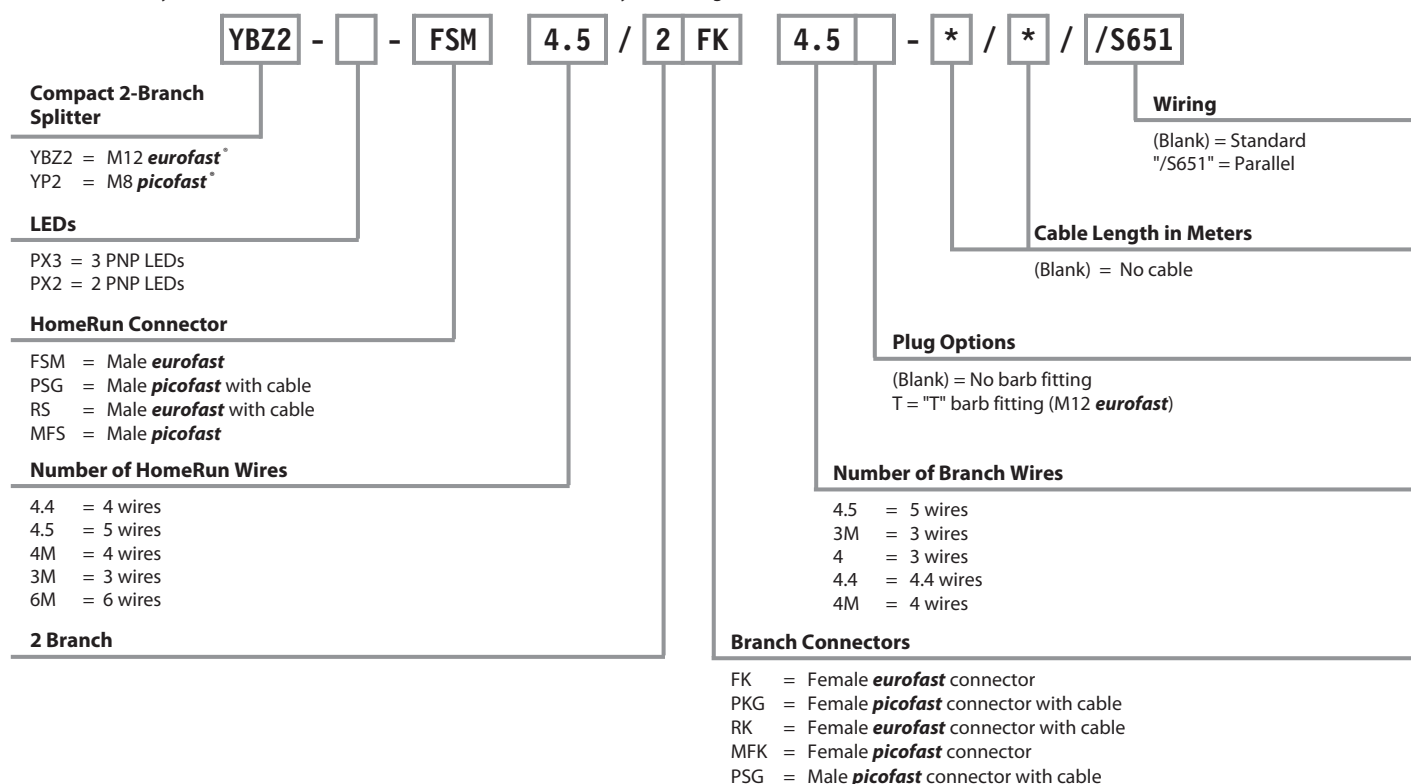 YBZ2 - - FSM 4.5 / 2 FK 4.5 - * / * / /S651
Compact 2-Branch
Splitter
YBZ2 = M12 eurofast®
YP2 = M8 picofast®
LEDs
PX3 = 3 PNP LEDs
PX2 = 2 PNP LEDs
HomeRun Connector
FSM = Male eurofast
PSG = Male picofast with cable
RS = Male eurofast with cable
MFS = Male picofast
Number of HomeRun Wires
4.4 = 4 wires
4.5 = 5 wires
4M = 4 wires
3M = 3 wires
6M = 6 wires
2 Branch
Wiring
(Blank) = Standard
"/S651" = Parallel
Cable Length in Meters
(Blank) = No cable
Plug Options
(Blank) = No barb fitting
T = "T" barb fitting (M12 eurofast)
Number of Branch Wires
4.5 = 5 wires
3M = 3 wires
4 = 3 wires
4.4 = 4.4 wires
4M = 4 wires
Branch Connectors
FK = Female eurofast connector
PKG = Female picofast connector with cable
RK = Female eurofast connector with cable
MFK = Female picofast connector
PSG = Male picofast connector with cable